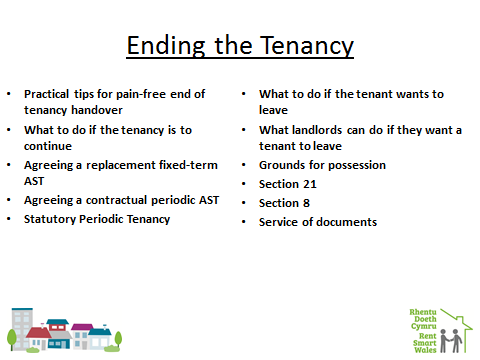 Ending the Tenancy
• Practical tips for pain-free end of
tenancy handover
• What to do if the tenancy is to
continue
• Agreeing a replacement fixed-term
AST
• Agreeing a contractual periodic AST
• Statutory Periodic Tenancy
• What to do if the tenant wants to
leave
• What landlords can do if they want a
tenant to leave
• Grounds for possession
• Section 21
• Section 8
• Service of documents
Rhentu
Doeth
Cymru
Rent
Smart
Wales